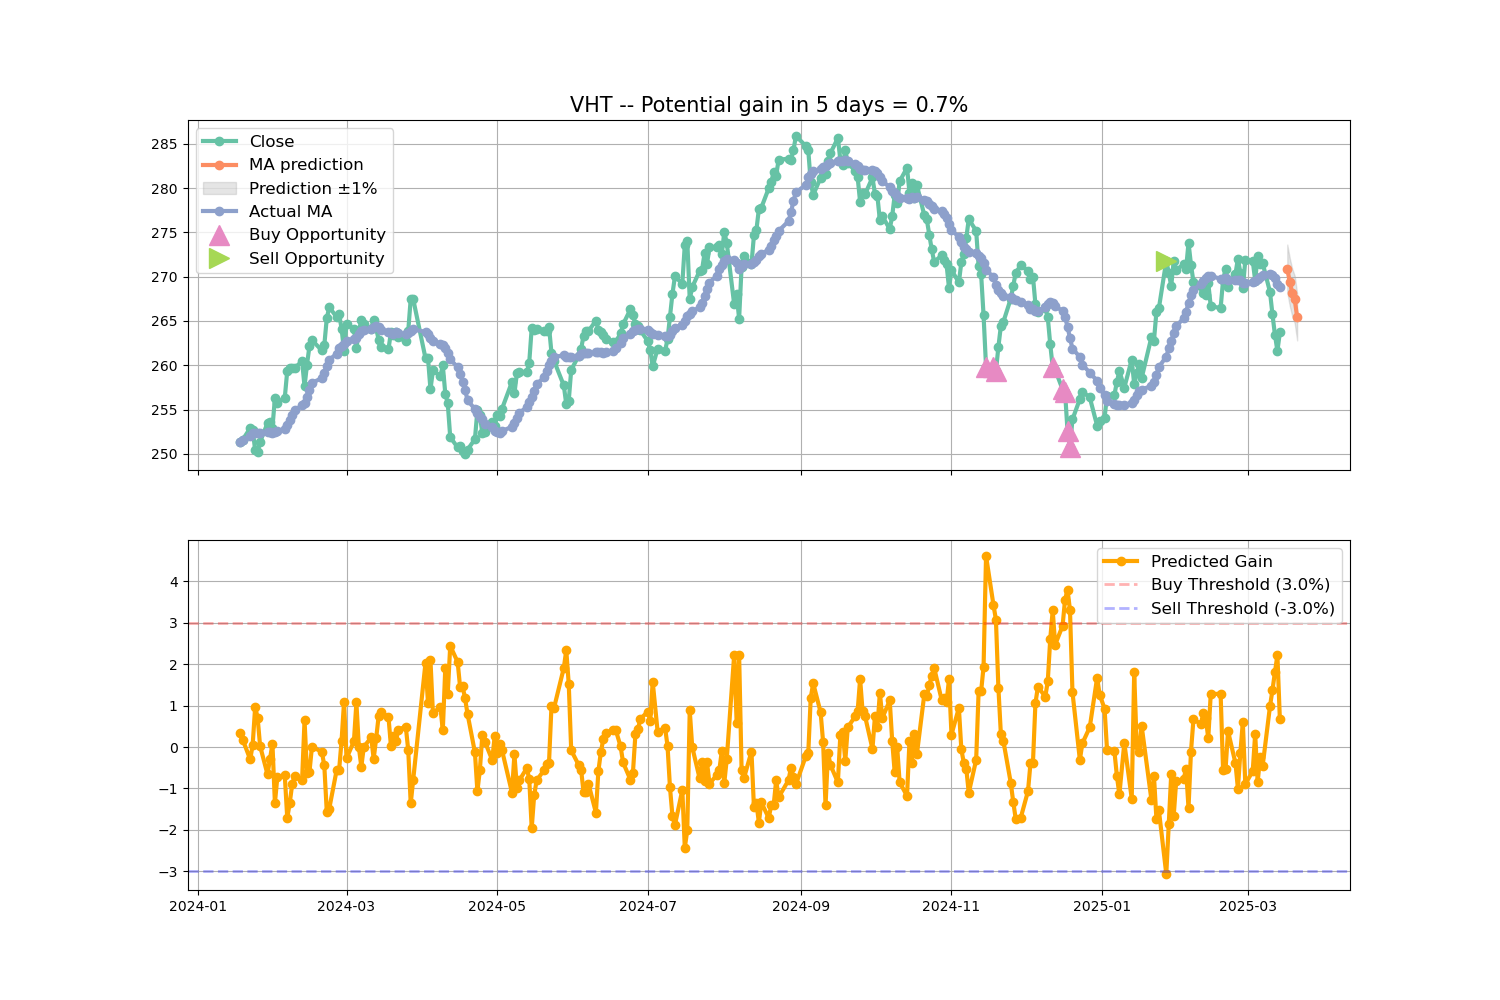 VHT -- Potential gain in 5 days = 0.7%
Close
MA prediction
Prediction ±1%
Actual MA
Buy Opportunity
Sell Opportunity
285
280
275
270
265
260
255
250
Predicted Gain
Buy Threshold (3.0%)
Sell Threshold (-3.0%)
4
3
2
1
0
−1
−2
−3
2024-01
2024-03
2024-05
2024-07
2024-09
2024-11
2025-01
2025-03